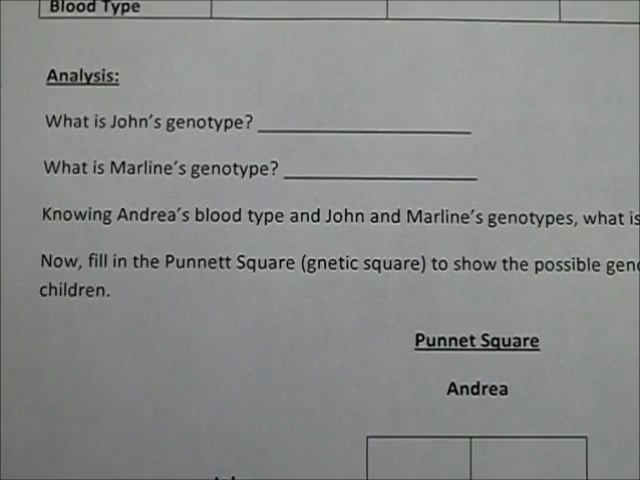 Blood Type
Analysis:
What is John's genotype? ____________________
What is Marline's genotype? __________________
Knowing Andrea's blood type and John and Marline's genotypes, what is
Now, fill in the Punnett Square (gnetic square) to show the possible
children.
Punnet Square
Andrea